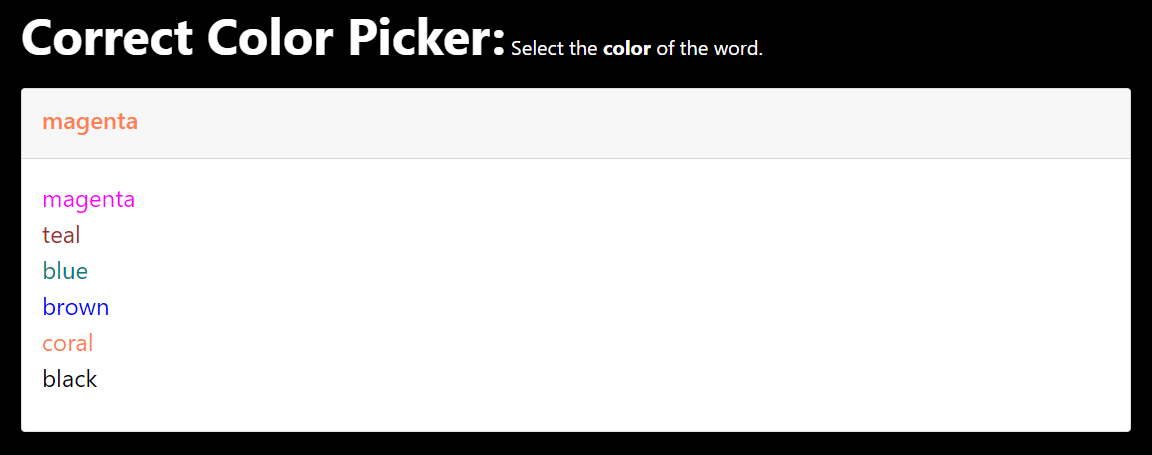 Correct Color Picker: Select the color of the word.
magenta
magenta
teal
blue
brown
coral
black